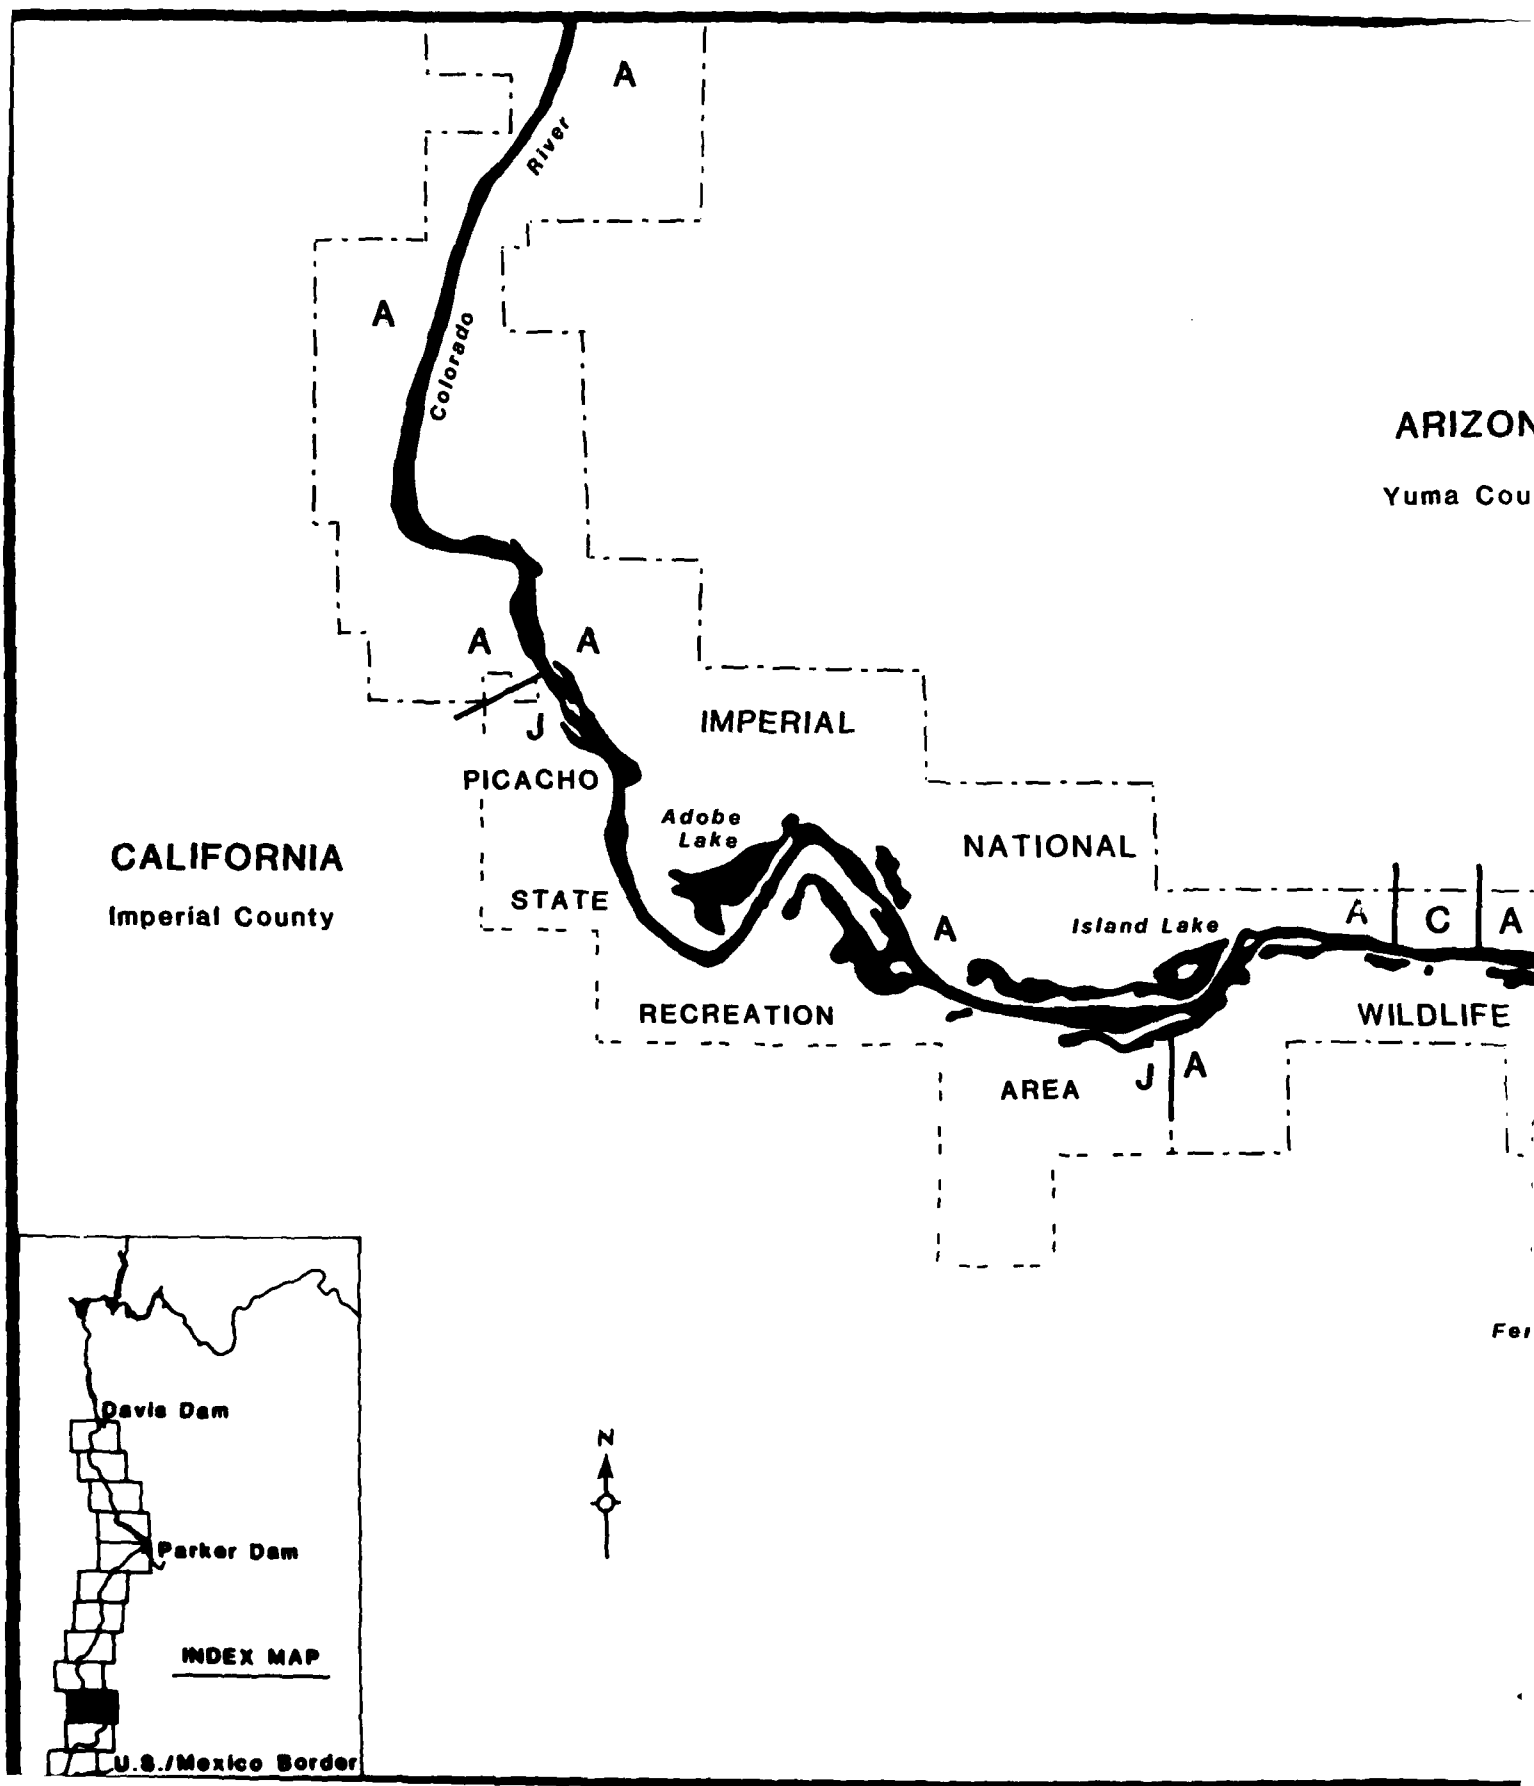 A
River
A
Colorado
ARIZON
Yuma Cou
A
A
IMPERIAL
J
PICACHO
Adobe
Lake
NATIONAL
CALIFORNIA
Imperial County
STATE
A
Island Lake
A
C
A
RECREATION
WILDLIFE
AREA
J
A
Fer
N
Davis Dam
Parker Dam
INDEX MAP
U.S./Mexico Border